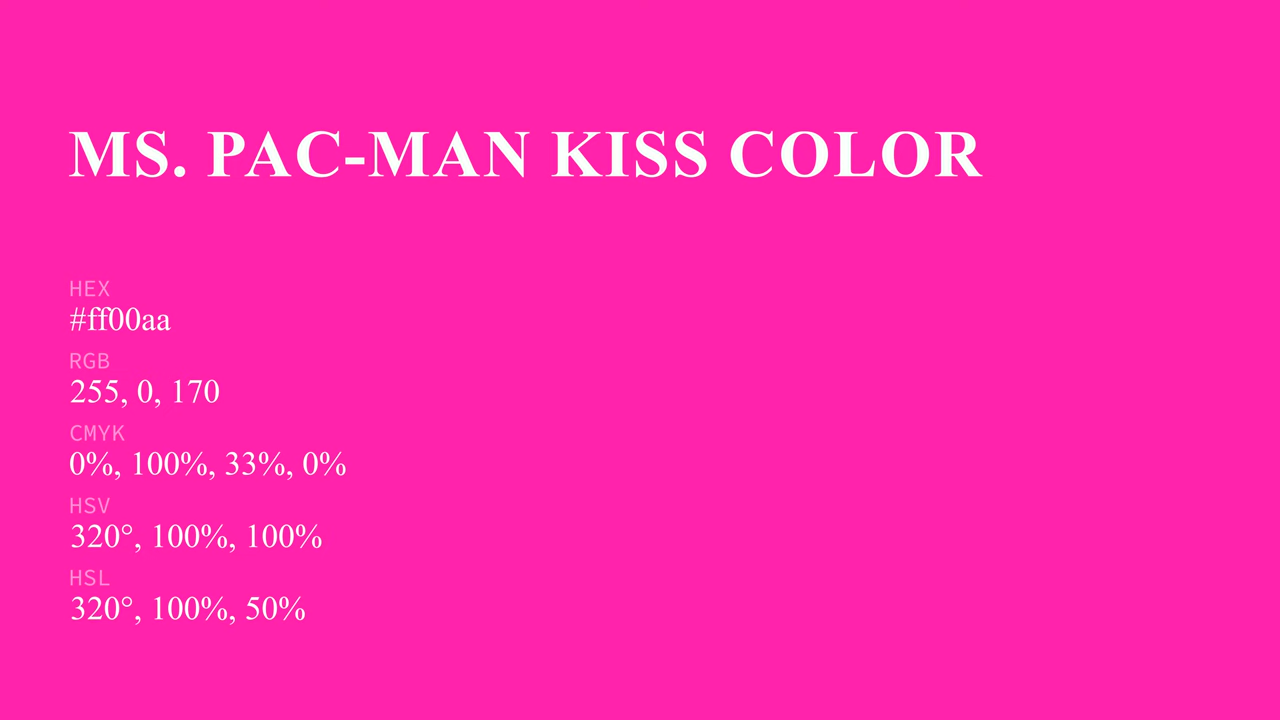 MS. PAC-MAN KISS COLOR
HEX
#ff00aa
RGB
255, 0, 170
CMYK
0%, 100%, 33%, 0%
HSV
320°, 100%, 100%
HSL
320°, 100%, 50%